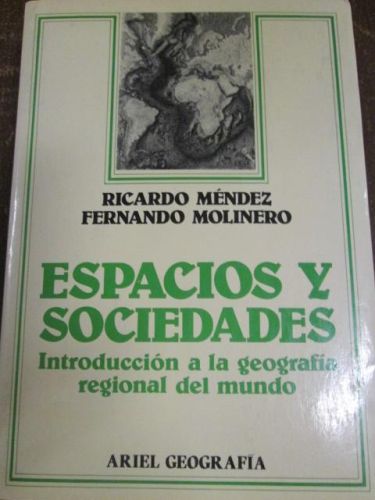 RICARDO MÉNDEZ
FERNANDO MOLINERO
ESPACIOS Y
SOCIEDADES
Introducción a la geografía
regional del mundo
ARIEL GEOGRAFÍA